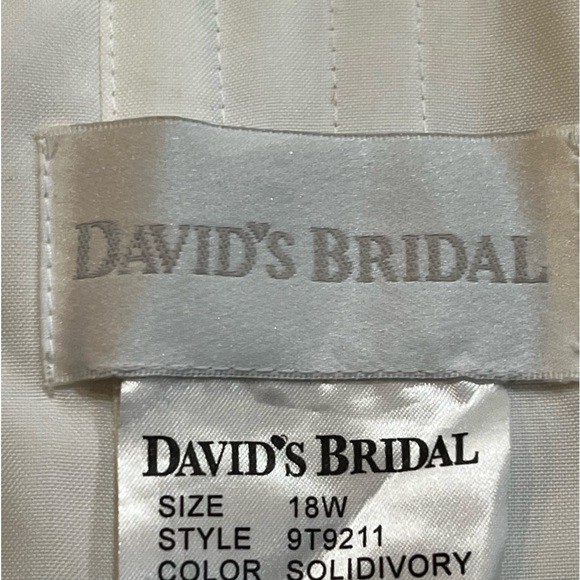 DAVID'S BRIDAL
DAVID'S BRIDAL
SIZE 18W
STYLE 9T9211
COLOR SOLIDIVORY